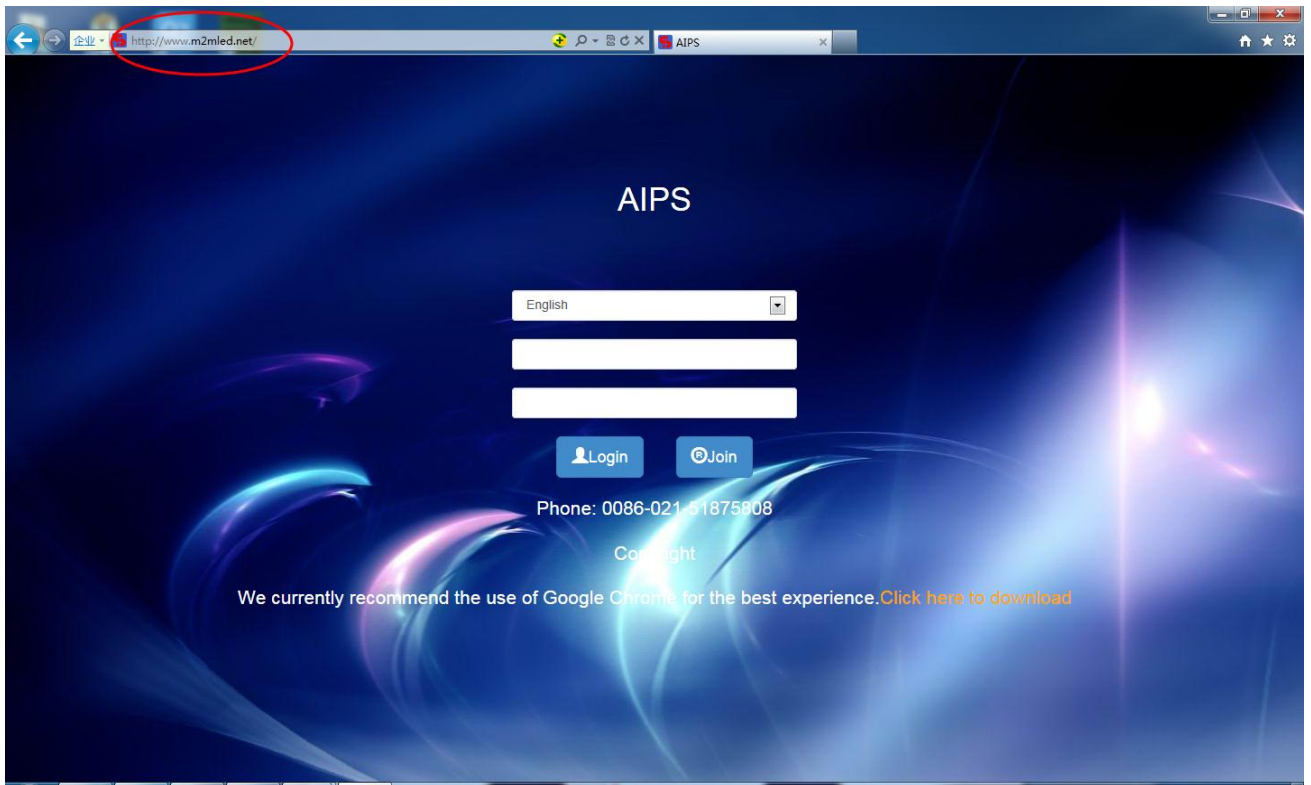 企业 http://www.m2mled.net/ AIPS
AIPS
English
Login Join
Phone: 0086-021-51875808
Copyright
We currently recommend the use of Google Chrome for the best experience.Click here to download